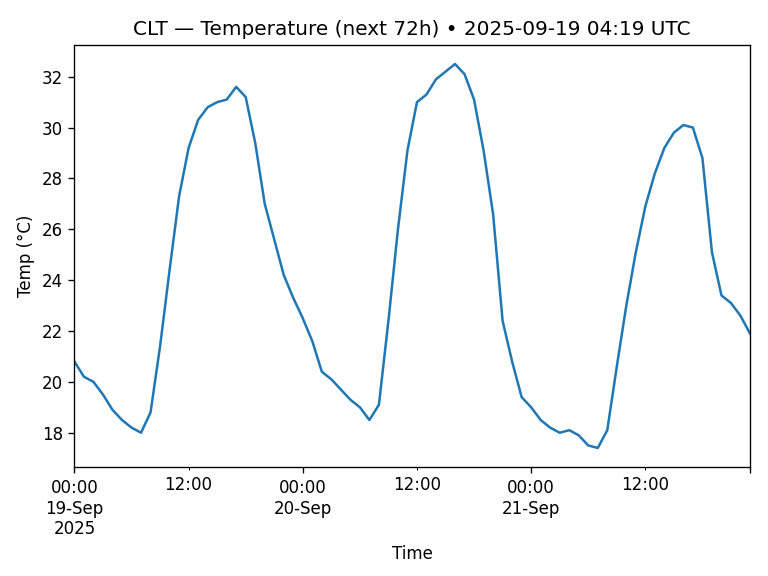 CLT — Temperature (next 72h) • 2025-09-19 04:19 UTC
Temp (°C)
32
30
28
26
24
22
20
18
00:00 12:00 00:00 12:00 00:00 12:00
19-Sep 20-Sep 21-Sep
2025
Time